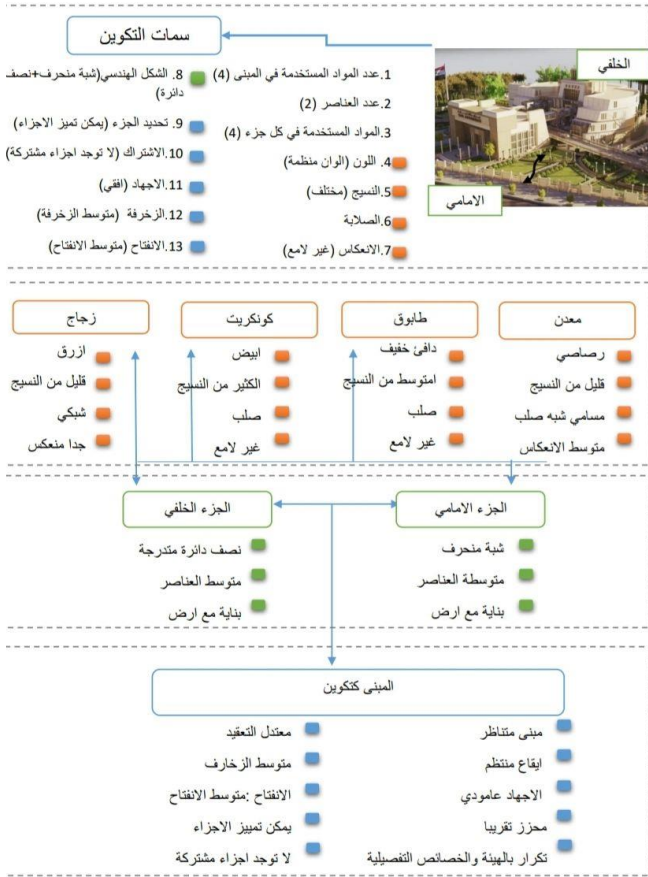 سمات التكوين
الخلفي
الامامي
1.عدد المواد المستخدمة في المبنى (4)
2.عدد العناصر (2)
3.المواد المستخدمة في كل جزء (4)
4. اللون (الوان منظمة)
5.النسيج (مختلف)
6.الصلابة
7.الانعكاس (غير لامع)
8. الشكل الهندسي(شبة منحرف+نصف
دائرة)
9. تحديد الجزء (يمكن تميز الاجزاء)
10.الاشتراك (لا توجد اجزاء مشتركة)
11.الاجهاد (افقي)
12.الزخرفة (متوسط الزخرفة)
13.الانفتاح (متوسط الانفتاح)
معدن
رصاصي
قليل من النسيج
مسامي شبه صلب
متوسط الانعكاس
طابوق
دافئ خفيف
امتوسط من النسيج
صلب
غير لامع
كونكريت
ابيض
الكثير من النسيج
صلب
غير لامع
زجاج
ازرق
قليل من النسيج
شبكي
جدا منعكس
الجزء الامامي
شبة منحرف
متوسطة العناصر
بناية مع ارض
الجزء الخلفي
نصف دائرة متدرجة
متوسط العناصر
بناية مع ارض
المبنى كتكوين
مبنى متناظر
ايقاع منتظم
الاجهاد عامودي
محزز تقريبا
تكرار بالهيئة والخصائص التفصيلية
معتدل التعقيد
متوسط الزخارف
الانفتاح :متوسط الانفتاح
يمكن تمييز الاجزاء
لا توجد اجزاء مشتركة